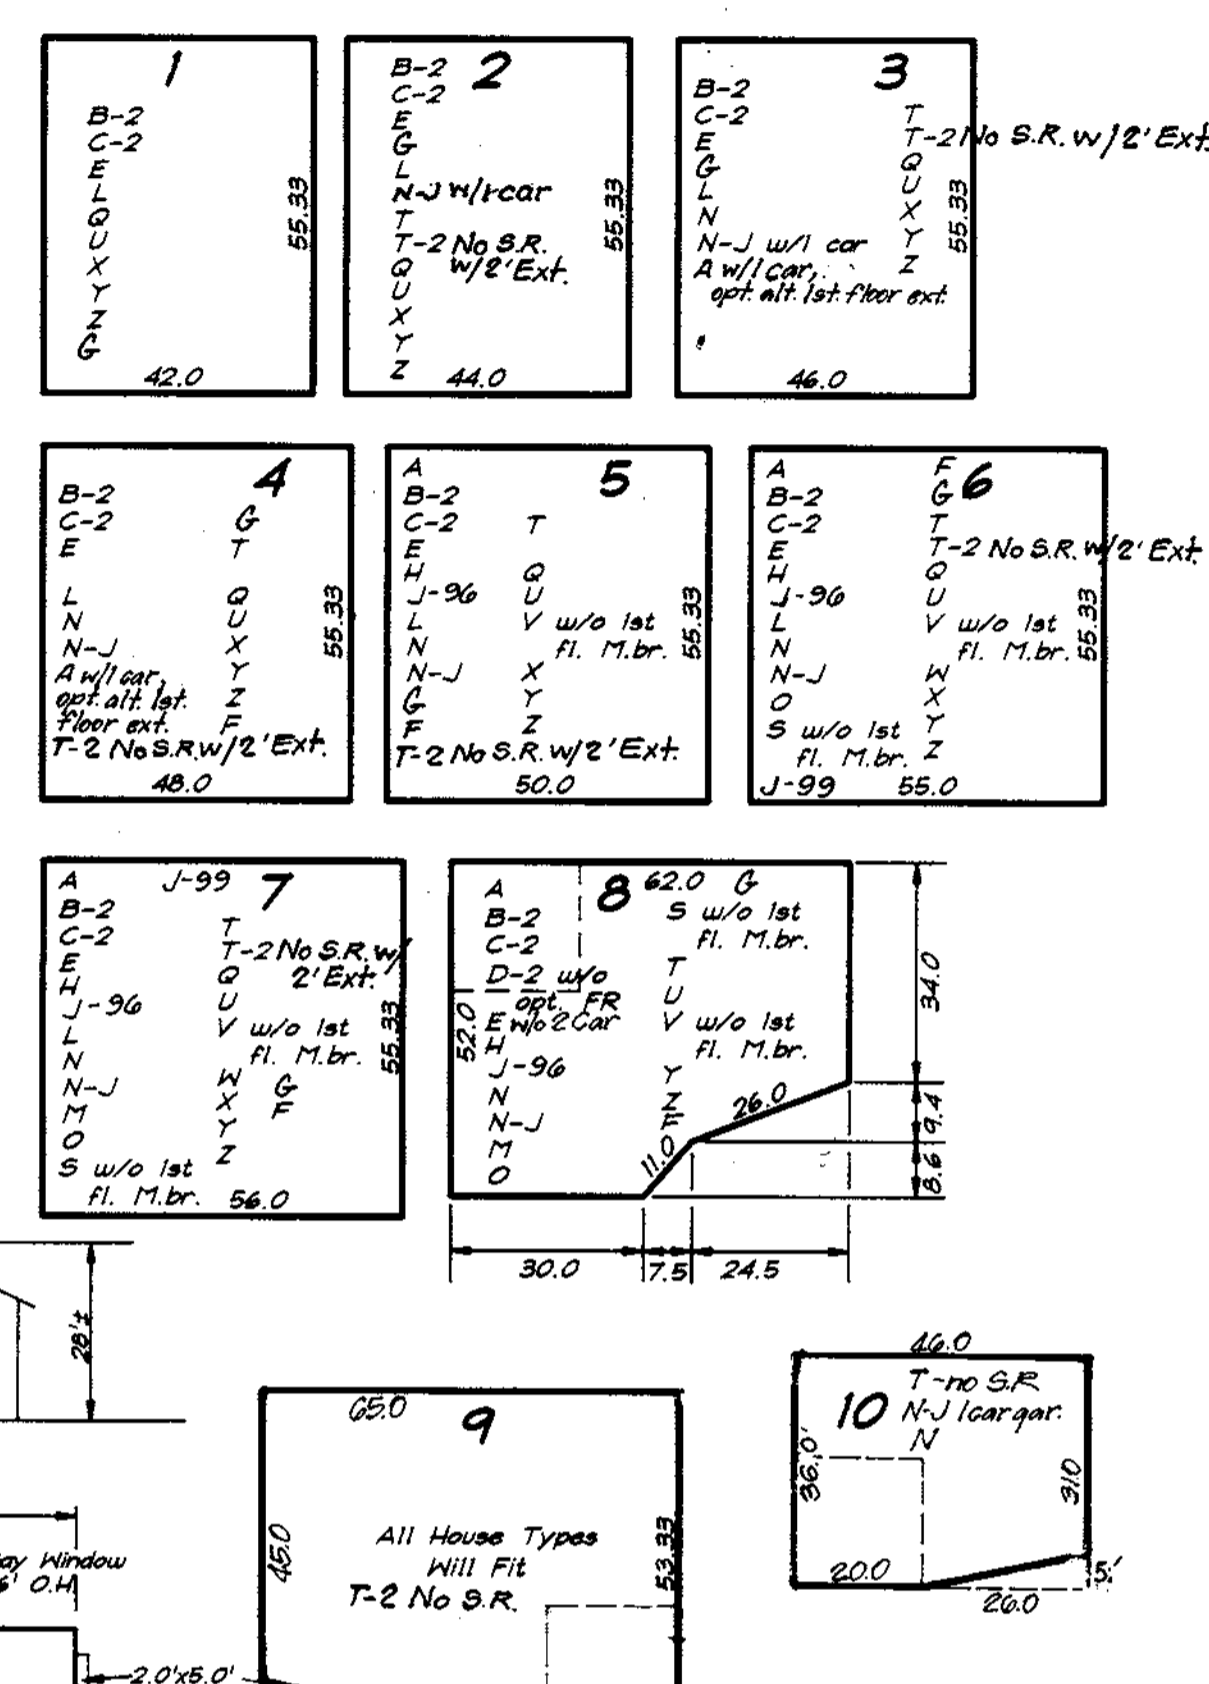 1
B-2
C-2
E
L
Q
U
X
Y
Z
G
55.33
42.0
2
B-2
C-2
E
G
L
N-J w/1 car
T
T-2 No S.R.
w/2' Ext.
Q
U
X
Y
Z
55.33
44.0
3
B-2
C-2
E
G
L
N
N-J w/1 car
A w/1 car,
opt. alt. 1st. floor ext.
T
T-2 No S.R. w/2' Ext.
Q
U
X
Y
Z
55.33
46.0
4
B-2
C-2
E
L
N
N-J
A w/1 car,
opt. alt. 1st.
floor ext.
T-2 No S.R. w/2' Ext.
G
T
Q
U
X
Y
Z
F
55.33
48.0
5
A
B-2
C-2
E
H
J-96
L
N
N-J
G
F
T-2 No S.R. w/2' Ext.
T
Q
U
V w/o 1st
fl. M.br.
X
Y
Z
55.33
50.0
6
A
B-2
C-2
E
H
J-96
L
N
N-J
O
S w/o 1st
fl. M.br.
J-99
F
G
T
T-2 No S.R. w/2' Ext.
Q
U
V w/o 1st
fl. M.br.
W
X
Y
Z
55.33
55.0
7
A
B-2
C-2
E
H
J-96
L
N
N-J
M
O
S w/o 1st
fl. M.br.
J-99
T
T-2 No S.R. w/
2' Ext.
Q
U
V w/o 1st
fl. M.br.
W
X
Y
Z
G
F
55.33
56.0
8
62.0
A
B-2
C-2
D-2 w/o
opt. FR
E w/o 2 Car
H
J-96
N
N-J
M
O
G
S w/o 1st
fl. M.br.
T
U
V w/o 1st
fl. M.br.
Y
Z
F
52.0
34.0
9.4
8.6
26.0
11.0
30.0
7.5
24.5
28'±
65.0
9
45.0
All House Types
Will Fit
T-2 No S.R.
53.33
46.0
10
T-no S.R
N-J 1 car gar.
N
36.0'
31.0
20.0
26.0
5.'
ay Window
O.H.
2.0'x5.0'